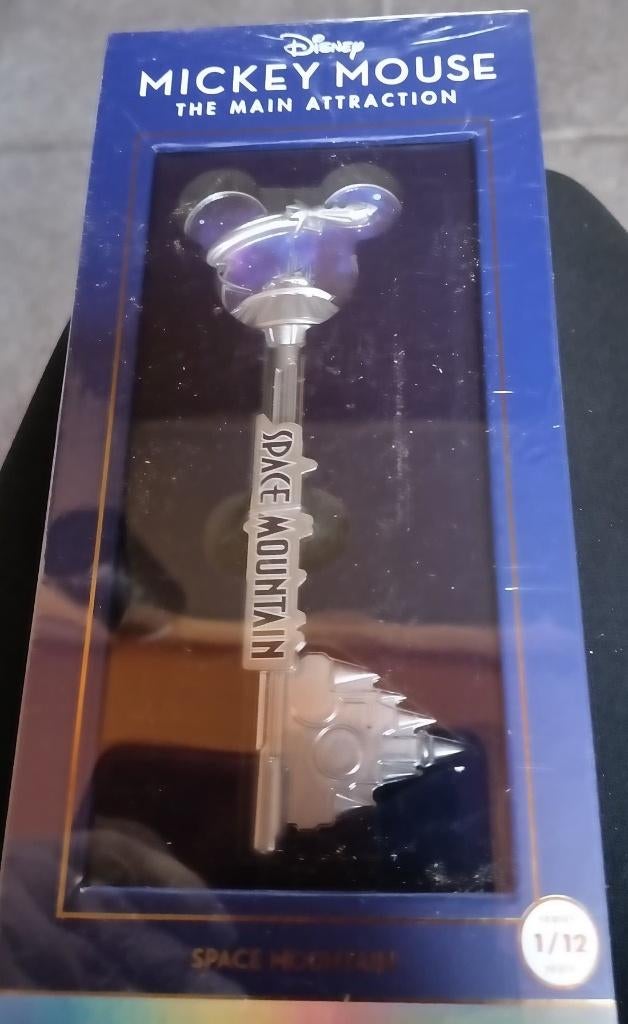 Disney
MICKEY MOUSE
THE MAIN ATTRACTION
SPACE MOUNTAIN
SPACE MOUNTAIN
1/12